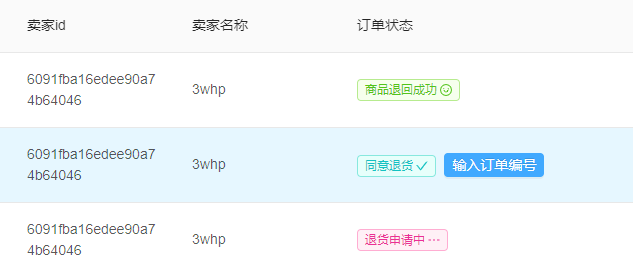 卖家id 卖家名称 订单状态
6091fba16edee90a7
4b64046
3whp
商品退回成功
6091fba16edee90a7
4b64046
3whp
同意退货 输入订单编号
6091fba16edee90a7
4b64046
3whp
退货申请中 ···